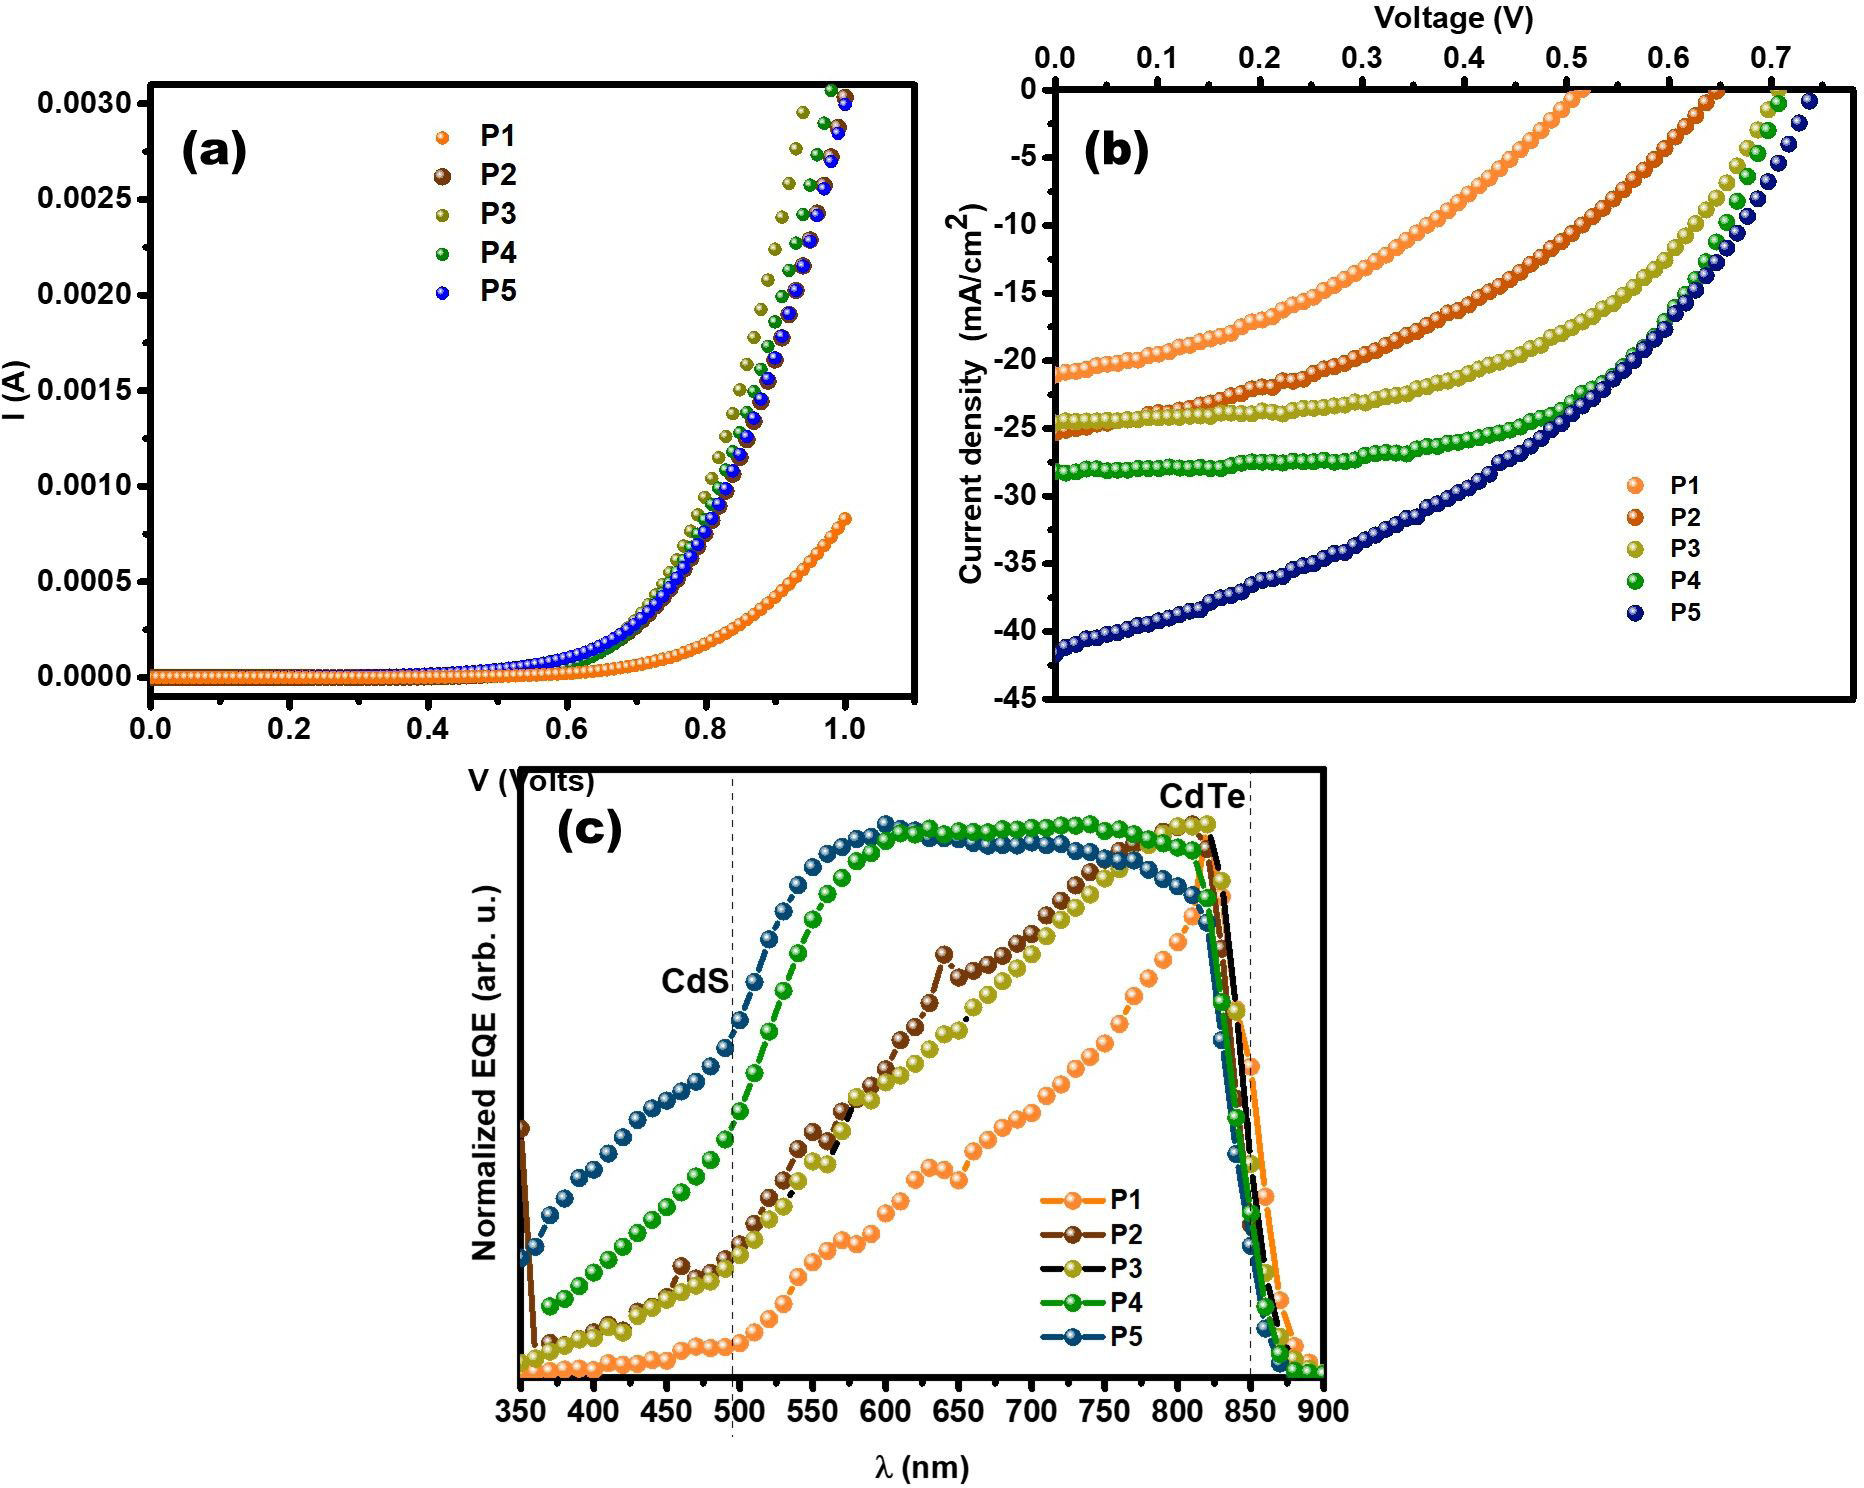 (a)
P1
P2
P3
P4
P5
0.0030
0.0025
0.0020
0.0015
0.0010
0.0005
0.0000
I (A)
0.0 0.2 0.4 0.6 0.8 1.0
V (Volts)
Voltage (V)
0.0 0.1 0.2 0.3 0.4 0.5 0.6 0.7
(b)
0
-5
-10
-15
-20
-25
-30
-35
-40
-45
Current density (mA/cm2)
P1
P2
P3
P4
P5
(c)
CdTe
CdS
Normalized EQE (arb. u.)
P1
P2
P3
P4
P5
350 400 450 500 550 600 650 700 750 800 850 900
λ (nm)